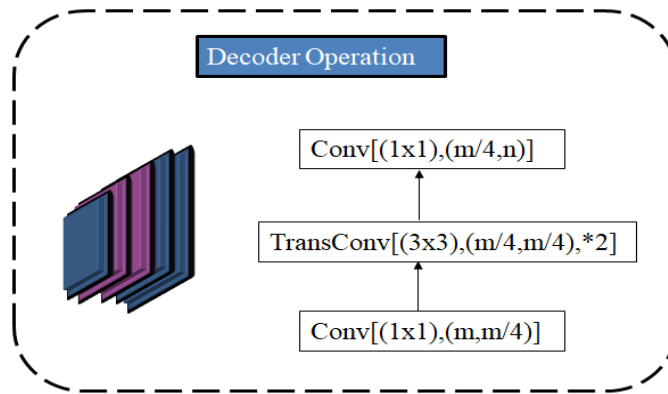 Decoder Operation
Conv[(1x1),(m/4,n)]
TransConv[(3x3),(m/4,m/4),*2]
Conv[(1x1),(m,m/4)]